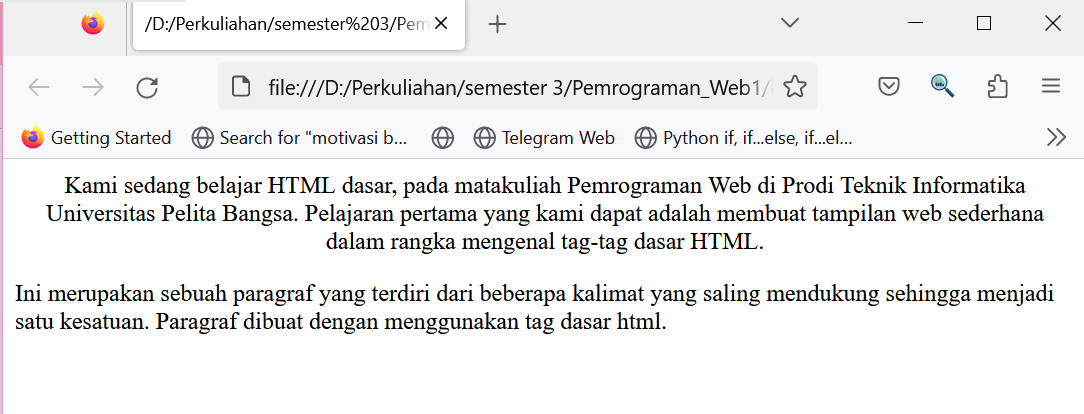 /D:/Perkuliahan/semester%203/Pem
file:///D:/Perkuliahan/semester 3/Pemrograman_Web1/
Getting Started
Search for "motivasi b...
Telegram Web
Python if, if...else, if...el...
Kami sedang belajar HTML dasar, pada matakuliah Pemrograman Web di Prodi Teknik Informatika
Universitas Pelita Bangsa. Pelajaran pertama yang kami dapat adalah membuat tampilan web sederhana
dalam rangka mengenal tag-tag dasar HTML.
Ini merupakan sebuah paragraf yang terdiri dari beberapa kalimat yang saling mendukung sehingga menjadi
satu kesatuan. Paragraf dibuat dengan menggunakan tag dasar html.